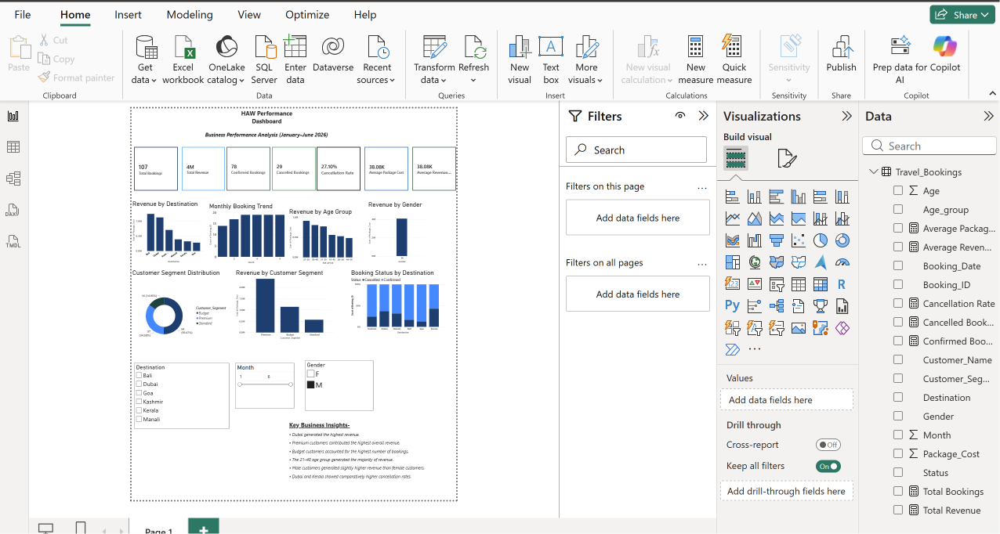 File Home Insert Modeling View Optimize Help Share
Cut
Copy
Format painter
Paste
Get data
Excel workbook
OneLake catalog
SQL Server
Enter data
Dataverse
Recent sources
Transform data
Refresh
New visual
Text box
More visuals
New visual calculation
New measure
Quick measure
Sensitivity
Publish
Prep data for AI
Copilot
Clipboard Data Queries Insert Calculations Sensitivity Share Copilot
HAW Performance
Dashboard
Business Performance Analysis (January-June 2026)
107
Total Bookings
4M
Total Revenue
78
Confirmed Bookings
29
Cancelled Bookings
27.10%
Cancellation Rate
38.08K
Average Package Cost
38.08K
Average Revenue...
Revenue by Destination
Monthly Booking Trend
Revenue by Age Group
Revenue by Gender
Customer Segment Distribution
Customer_Segment
Budget
Premium
Standard
Revenue by Customer Segment
Premium Budget Standard
Customer Segment
Booking Status by Destination
Status Cancelled Confirmed
Destination
Bali
Dubai
Goa
Kashmir
Kerala
Manali
Month
1 6
Gender
F
M
Key Business Insights-
• Dubai generated the highest revenue.
• Premium customers contributed the highest overall revenue.
• Budget customers accounted for the highest number of bookings.
• The 21–40 age group generated the majority of revenue.
• Male customers generated slightly higher revenue than female customers.
• Dubai and Kerala showed comparatively higher cancellation rates.
Page 1
Filters
Search
Filters on this page ...
Add data fields here
Filters on all pages ...
Add data fields here
Visualizations
Build visual
Values
Add data fields here
Drill through
Cross-report Off
Keep all filters On
Add drill-through fields here
Data
Search
Travel_Bookings
Age
Age_group
Average Packag...
Average Reven...
Booking_Date
Booking_ID
Cancellation Rate
Cancelled Book...
Confirmed Boo...
Customer_Name
Customer_Seg...
Destination
Gender
Month
Package_Cost
Status
Total Bookings
Total Revenue